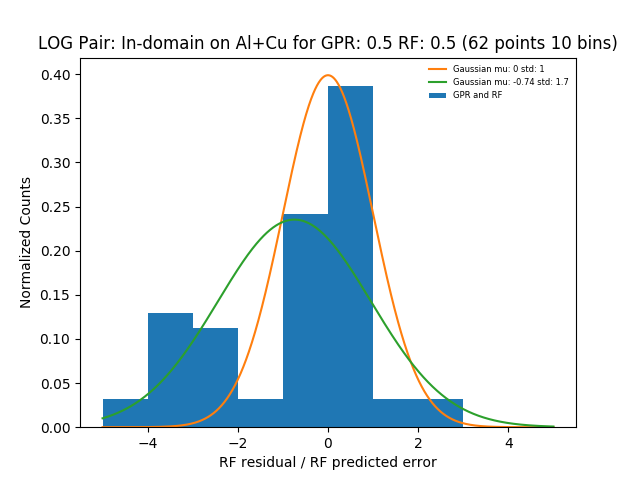 LOG Pair: In-domain on Al+Cu for GPR: 0.5 RF: 0.5 (62 points 10 bins)
Gaussian mu: 0 std: 1
Gaussian mu: -0.74 std: 1.7
GPR and RF
Normalized Counts
0.40
0.35
0.30
0.25
0.20
0.15
0.10
0.05
0.00
−4 −2 0 2 4
RF residual / RF predicted error